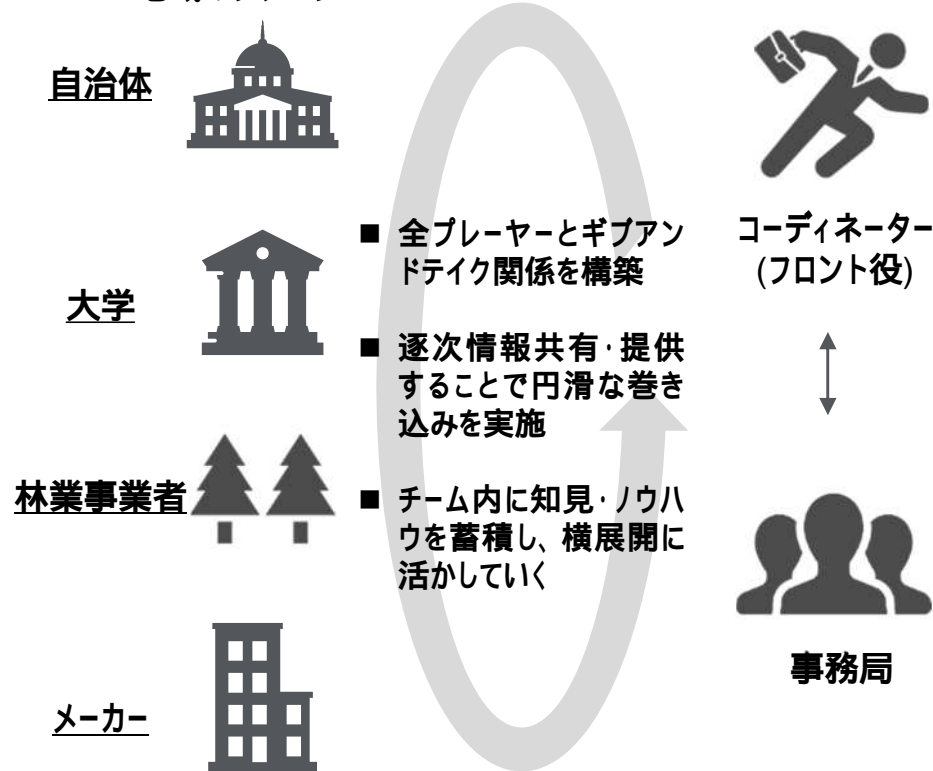 自治体
大学
林業事業者
メーカー
■ 全プレーヤーとギブアン
ドテイク関係を構築
■ 逐次情報共有・提供
することで円滑な巻き
込みを実施
■ チーム内に知見・ノウハ
ウを蓄積し、横展開に
活かしていく
コーディネーター
(フロント役)
事務局